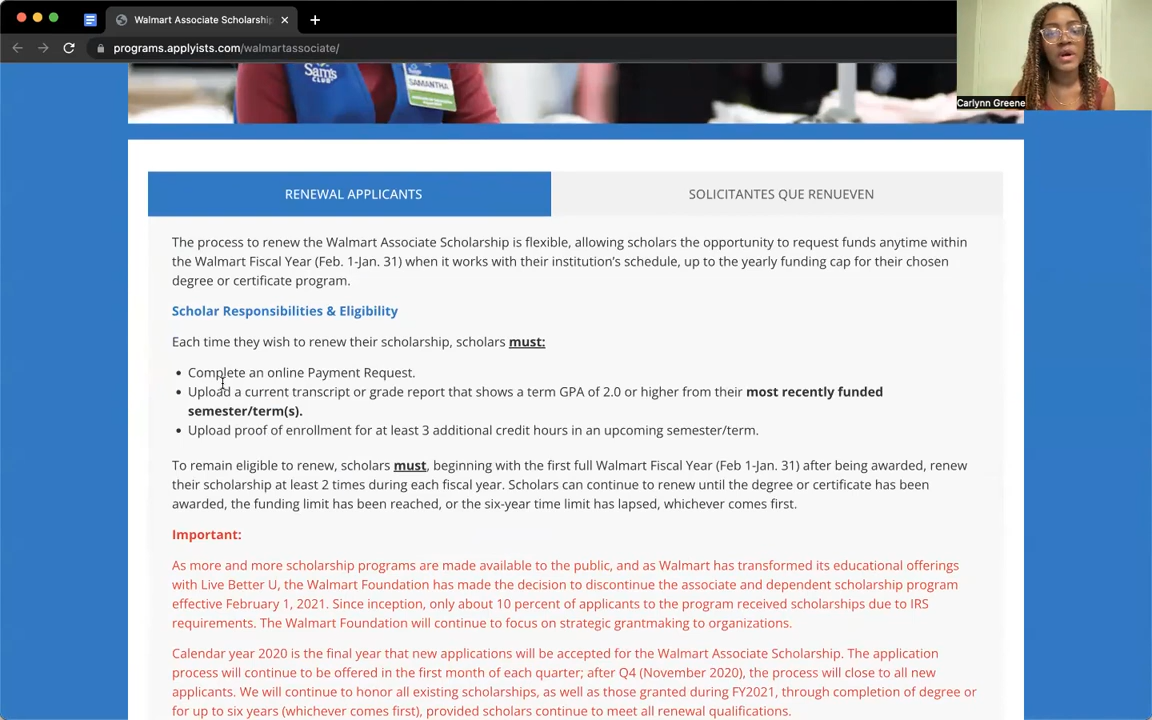 Walmart Associate Scholarship
programs.applyists.com/walmartassociate/
Sam's
CLUB
SAMANTHA
Carlynn Greene
RENEWAL APPLICANTS
SOLICITANTES QUE RENUEVEN
The process to renew the Walmart Associate Scholarship is flexible, allowing scholars the opportunity to request funds anytime within
the Walmart Fiscal Year (Feb. 1-Jan. 31) when it works with their institution's schedule, up to the yearly funding cap for their chosen
degree or certificate program.
Scholar Responsibilities & Eligibility
Each time they wish to renew their scholarship, scholars must:
• Complete an online Payment Request.
• Upload a current transcript or grade report that shows a term GPA of 2.0 or higher from their most recently funded
semester/term(s).
• Upload proof of enrollment for at least 3 additional credit hours in an upcoming semester/term.
To remain eligible to renew, scholars must, beginning with the first full Walmart Fiscal Year (Feb 1-Jan. 31) after being awarded, renew
their scholarship at least 2 times during each fiscal year. Scholars can continue to renew until the degree or certificate has been
awarded, the funding limit has been reached, or the six-year time limit has lapsed, whichever comes first.
Important:
As more and more scholarship programs are made available to the public, and as Walmart has transformed its educational offerings
with Live Better U, the Walmart Foundation has made the decision to discontinue the associate and dependent scholarship program
effective February 1, 2021. Since inception, only about 10 percent of applicants to the program received scholarships due to IRS
requirements. The Walmart Foundation will continue to focus on strategic grantmaking to organizations.
Calendar year 2020 is the final year that new applications will be accepted for the Walmart Associate Scholarship. The application
process will continue to be offered in the first month of each quarter; after Q4 (November 2020), the process will close to all new
applicants. We will continue to honor all existing scholarships, as well as those granted during FY2021, through completion of degree or
for up to six years (whichever comes first), provided scholars continue to meet all renewal qualifications.